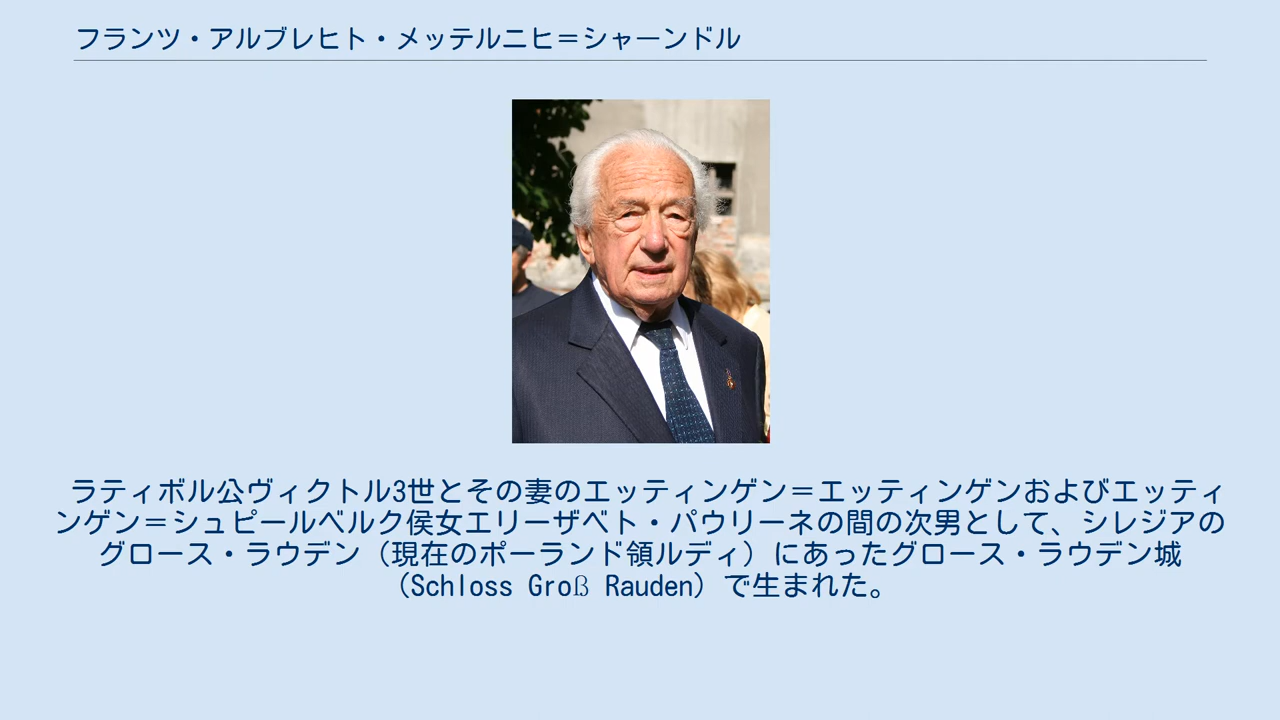 フランツ・アルブレヒト・メッテルニヒ＝シャーンドル
ラティボル公ヴィクトル3世とその妻のエッティンゲン＝エッティンゲンおよびエッティ
ンゲン＝シュピールベルク侯女エリーザベト・パウリーネの間の次男として、シレジアの
グロース・ラウデン（現在のポーランド領ルディ）にあったグロース・ラウデン城
（Schloss Groß Rauden）で生まれた。